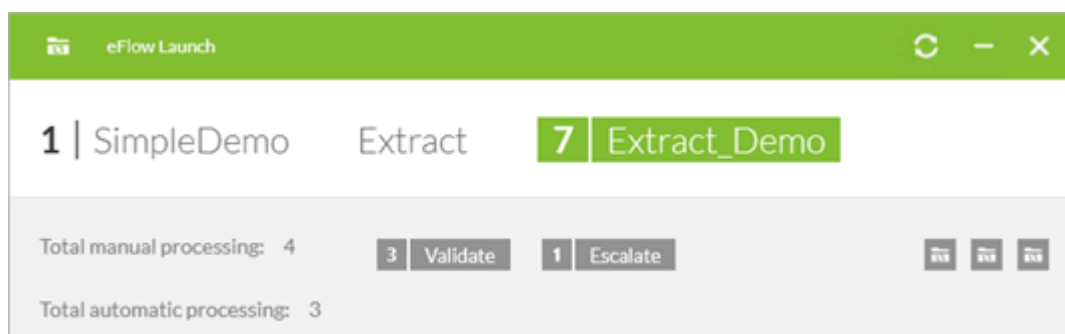 eFlow Launch
1 | SimpleDemo Extract 7 Extract_Demo
Total manual processing: 4 3 Validate 1 Escalate
Total automatic processing: 3